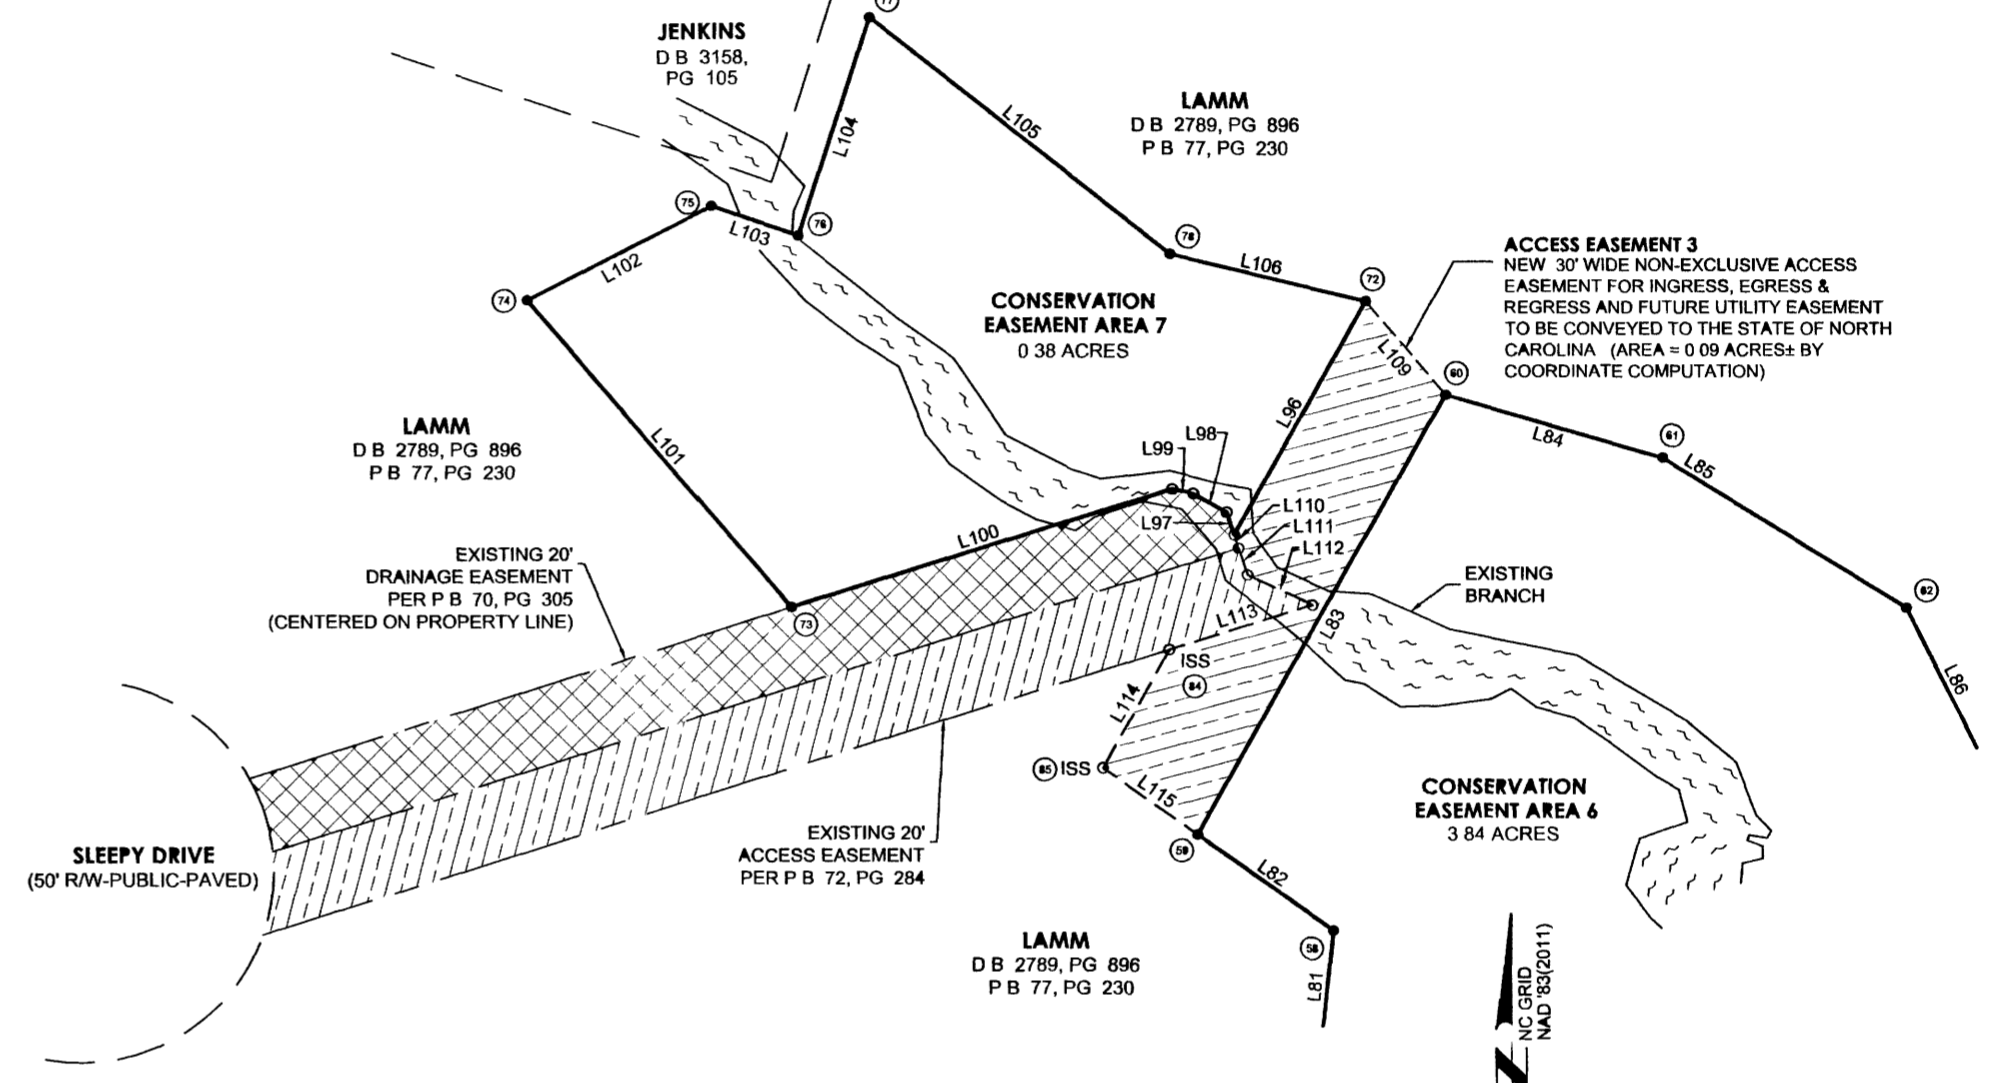 77
JENKINS
D B 3158,
PG 105
L104
L105
LAMM
D B 2789, PG 896
P B 77, PG 230
75
76
L103
L102
74
78
L106
72
CONSERVATION
EASEMENT AREA 7
0 38 ACRES
ACCESS EASEMENT 3
NEW 30' WIDE NON-EXCLUSIVE ACCESS
EASEMENT FOR INGRESS, EGRESS &
REGRESS AND FUTURE UTILITY EASEMENT
TO BE CONVEYED TO THE STATE OF NORTH
CAROLINA (AREA = 0 09 ACRES± BY
COORDINATE COMPUTATION)
L109
60
L96
L84
61
L85
LAMM
D B 2789, PG 896
P B 77, PG 230
L101
L99
L98
L97
L100
L110
L111
L112
EXISTING 20'
DRAINAGE EASEMENT
PER P B 70, PG 305
(CENTERED ON PROPERTY LINE)
73
EXISTING
BRANCH
62
L113
L83
ISS
84
L86
L114
85
ISS
L115
CONSERVATION
EASEMENT AREA 6
3 84 ACRES
EXISTING 20'
ACCESS EASEMENT
PER P B 72, PG 284
59
L82
SLEEPY DRIVE
(50' R/W-PUBLIC-PAVED)
LAMM
D B 2789, PG 896
P B 77, PG 230
58
L81
NC GRID
NAD '83(2011)